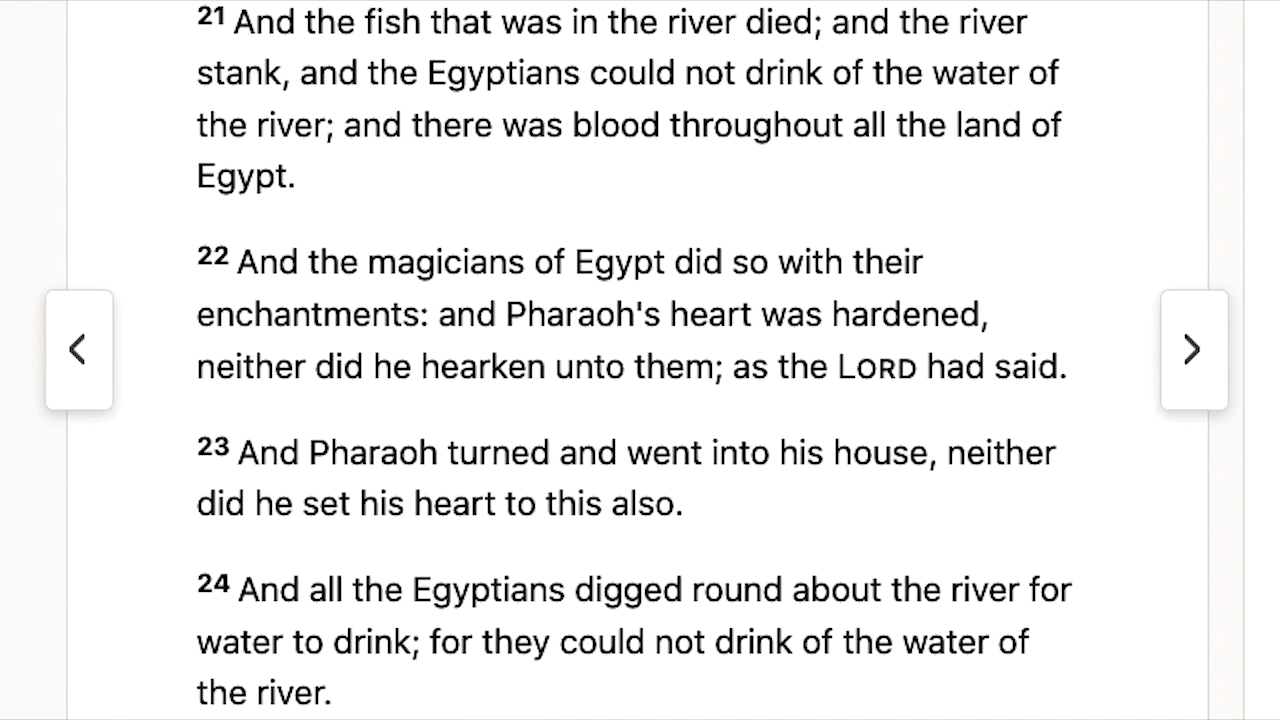 21 And the fish that was in the river died; and the river
stank, and the Egyptians could not drink of the water of
the river; and there was blood throughout all the land of
Egypt.
22 And the magicians of Egypt did so with their
enchantments: and Pharaoh's heart was hardened,
neither did he hearken unto them; as the LORD had said.
23 And Pharaoh turned and went into his house, neither
did he set his heart to this also.
24 And all the Egyptians digged round about the river for
water to drink; for they could not drink of the water of
the river.